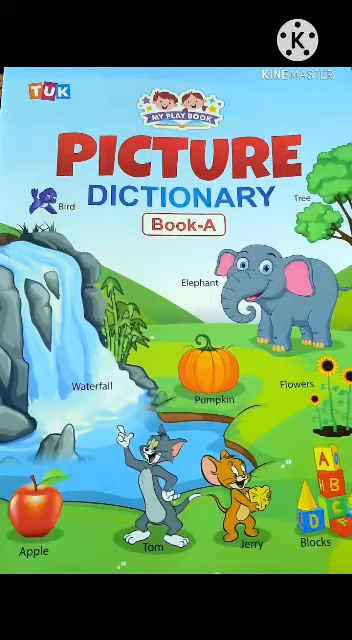 K
KINEMASTER
TUK
MY PLAY BOOK
PICTURE
DICTIONARY
Book-A
Bird
Tree
Elephant
Waterfall
Pumpkin
Flowers
A
B
H
C
D
F
Apple
Tom
Jerry
Blocks